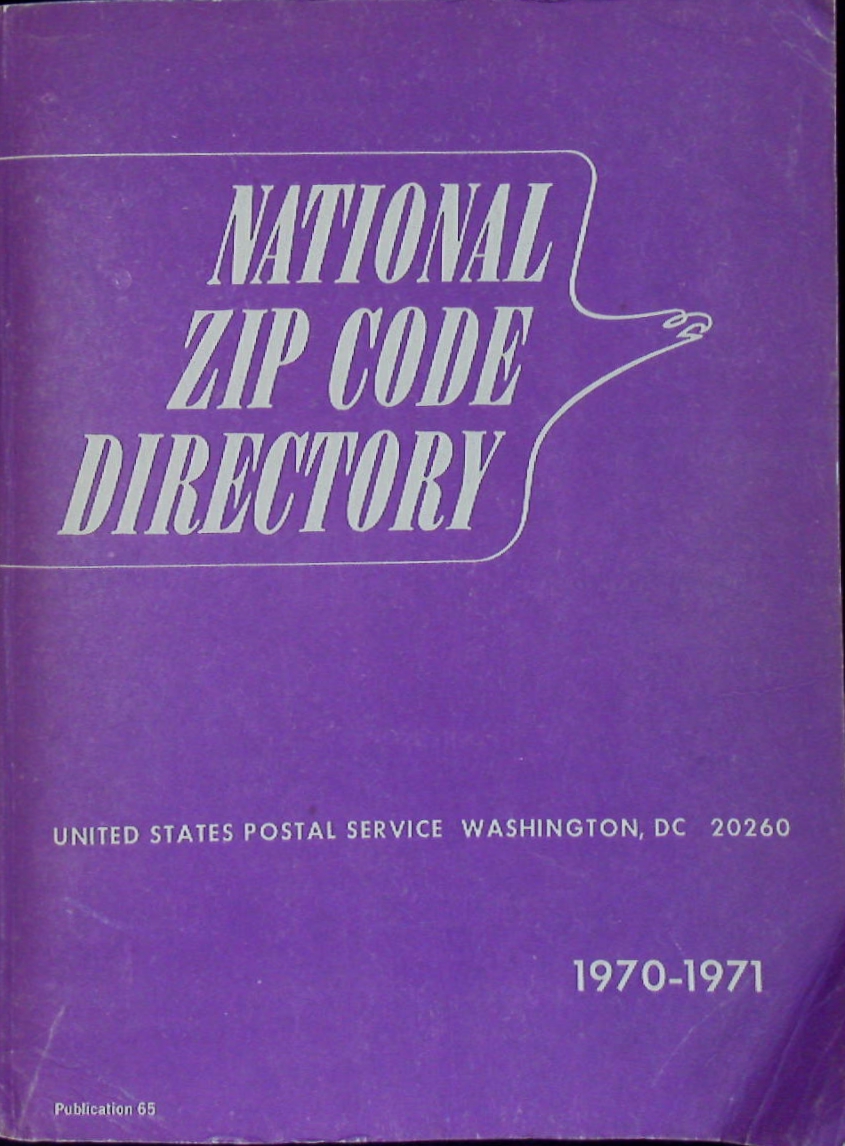 NATIONAL
ZIP CODE
DIRECTORY
UNITED STATES POSTAL SERVICE WASHINGTON, DC 20260
1970-1971
Publication 65